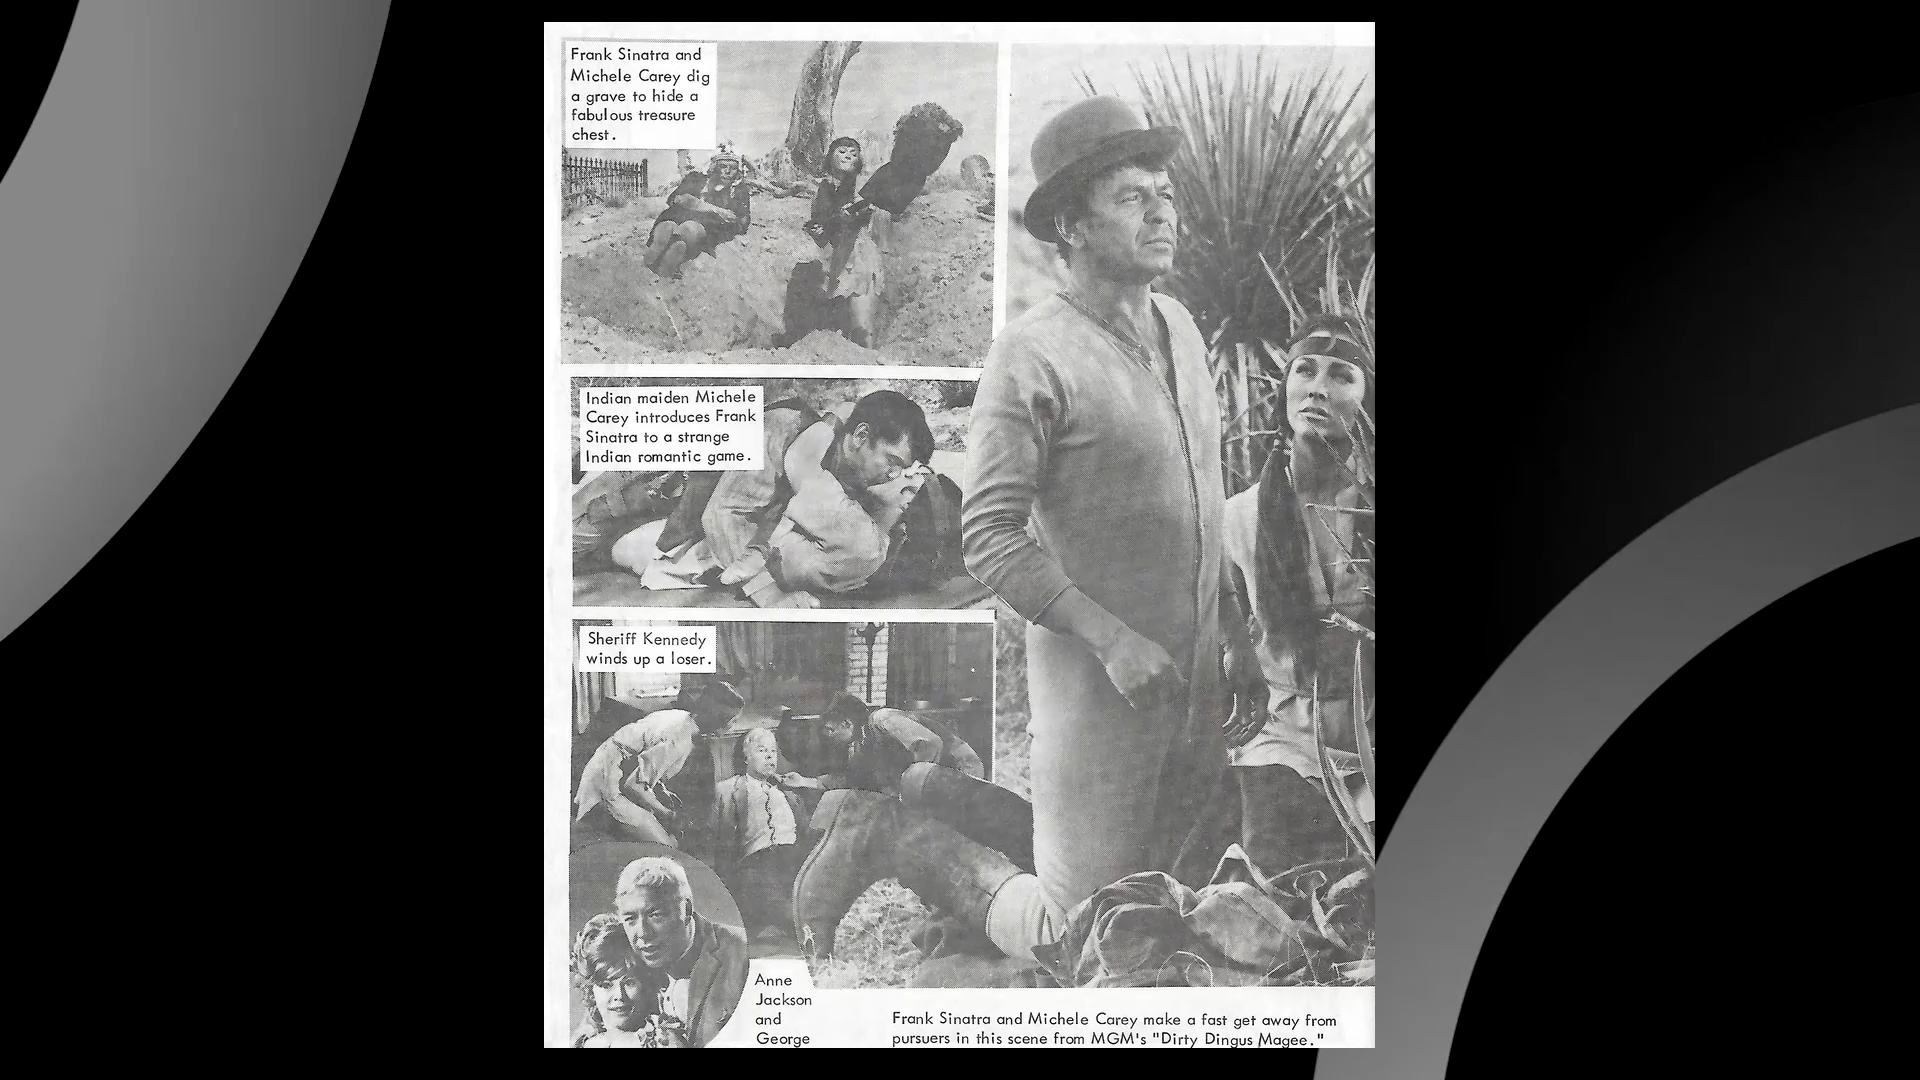 Frank Sinatra and
Michele Carey dig
a grave to hide a
fabulous treasure
chest.
Indian maiden Michele
Carey introduces Frank
Sinatra to a strange
Indian romantic game.
Sheriff Kennedy
winds up a loser.
Anne
Jackson
and
George
Frank Sinatra and Michele Carey make a fast get away from
pursuers in this scene from MGM's "Dirty Dingus Magee."